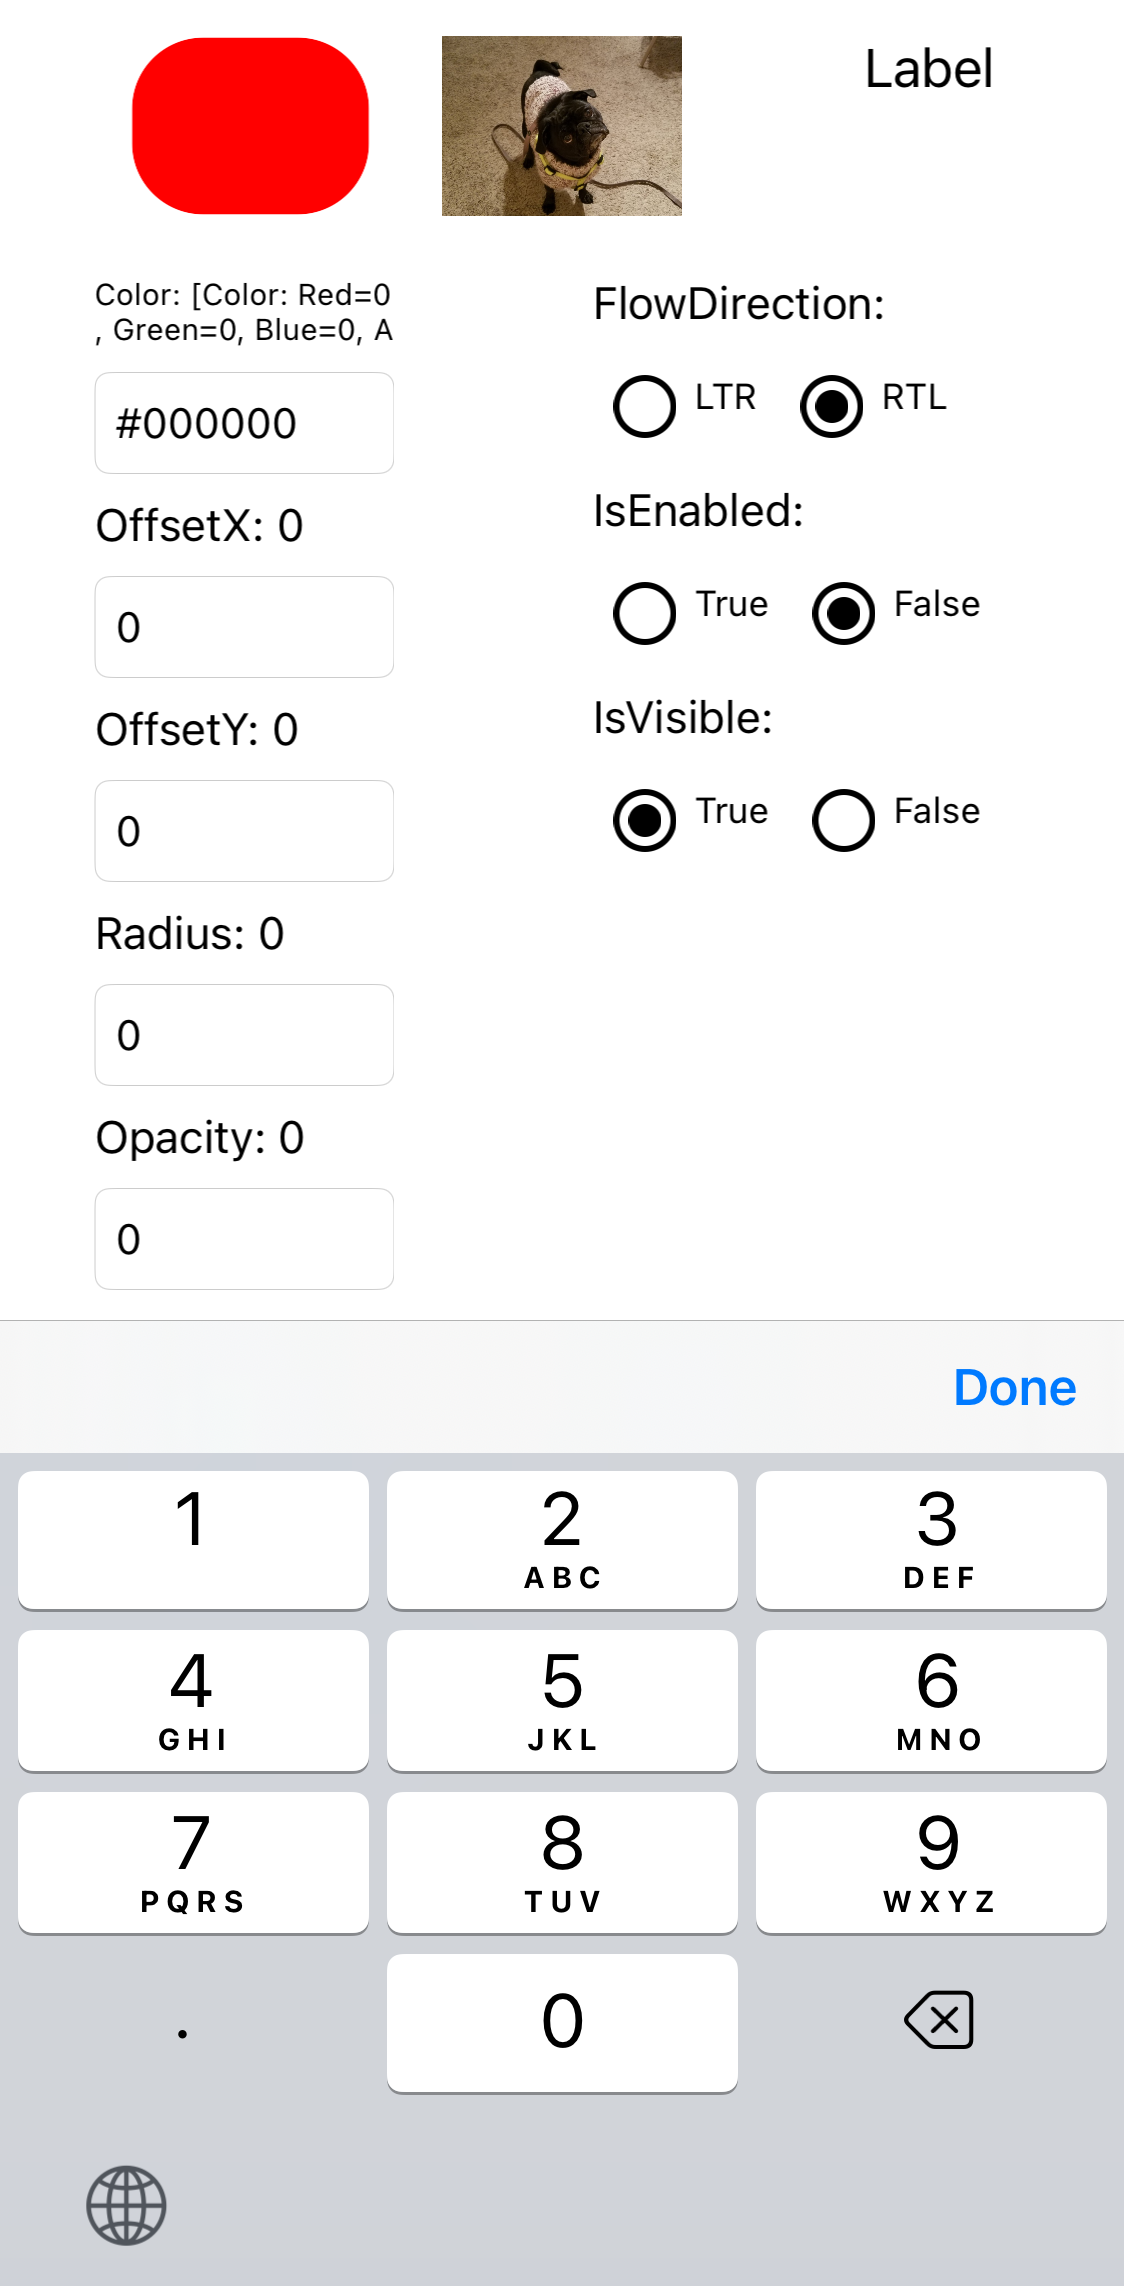 Label
Color: [Color: Red=0
, Green=0, Blue=0, A
#000000
OffsetX: 0
0
OffsetY: 0
0
Radius: 0
0
Opacity: 0
0
FlowDirection:
LTR RTL
IsEnabled:
True False
IsVisible:
True False
Done
1 2 3
ABC DEF
4 5 6
GHI JKL MNO
7 8 9
PQRS TUV WXYZ
. 0